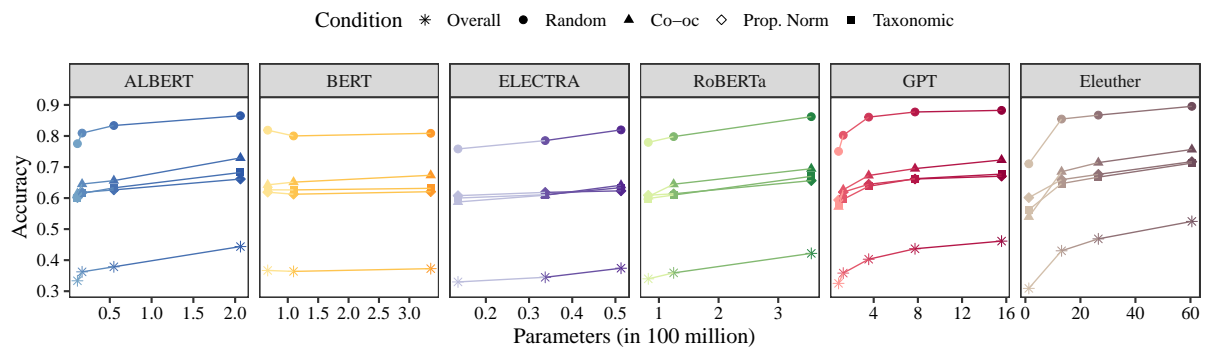 Condition Overall Random Co−oc Prop. Norm Taxonomic
ALBERT BERT ELECTRA RoBERTa GPT Eleuther
Accuracy
0.9
0.8
0.7
0.6
0.5
0.4
0.3
0.5 1.0 1.5 2.0 1.0 1.5 2.0 2.5 3.0 0.2 0.3 0.4 0.5 1 2 3 4 8 12 16 0 20 40 60
Parameters (in 100 million)